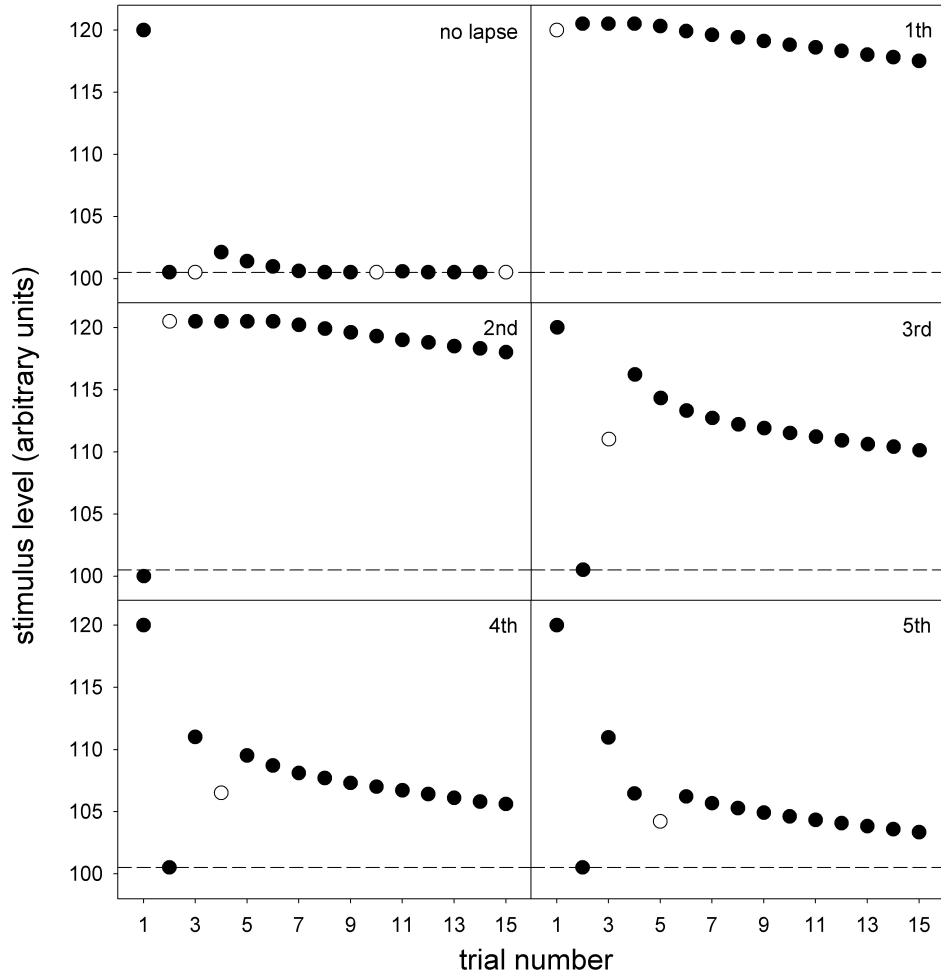 no lapse
1th
120
115
110
105
100
2nd
3rd
120
115
110
105
100
4th
5th
120
115
110
105
100
stimulus level (arbitrary units)
1 3 5 7 9 11 13 15 1 3 5 7 9 11 13 15
trial number